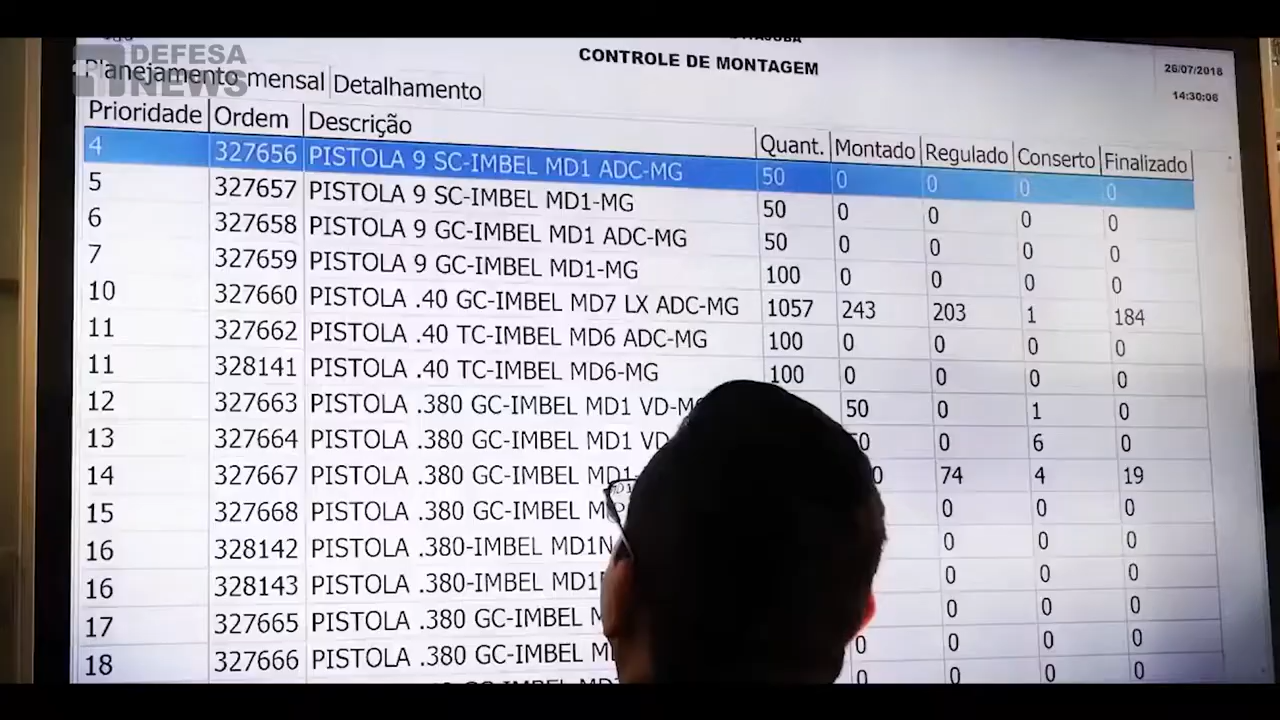 DEFESA
NEWS
CONTROLE DE MONTAGEM
26/07/2018
14:30:06
Planejamento mensal Detalhamento
Prioridade Ordem Descrição Quant. Montado Regulado Conserto Finalizado
4 327656 PISTOLA 9 SC-IMBEL MD1 ADC-MG 50 0 0 0 0
5 327657 PISTOLA 9 SC-IMBEL MD1-MG 50 0 0 0 0
6 327658 PISTOLA 9 GC-IMBEL MD1 ADC-MG 50 0 0 0 0
7 327659 PISTOLA 9 GC-IMBEL MD1-MG 100 0 0 0 0
10 327660 PISTOLA .40 GC-IMBEL MD7 LX ADC-MG 1057 243 203 1 184
11 327662 PISTOLA .40 TC-IMBEL MD6 ADC-MG 100 0 0 0 0
11 328141 PISTOLA .40 TC-IMBEL MD6-MG 100 0 0 0 0
12 327663 PISTOLA .380 GC-IMBEL MD1 50 0 1 0
13 327664 PISTOLA .380 GC-IMBEL MD1 0 6 0
14 327667 PISTOLA .380 GC-IMBEL 74 4 19
15 327668 PISTOLA .380 GC-IMBEL 0 0 0
16 328142 PISTOLA .380-IMBEL 0 0 0
16 328143 PISTOLA .380-IMBEL 0 0 0
17 327665 PISTOLA .380 GC-IMBEL 0 0 0
18 327666 PISTOLA .380 GC-IMBEL 0 0 0 0